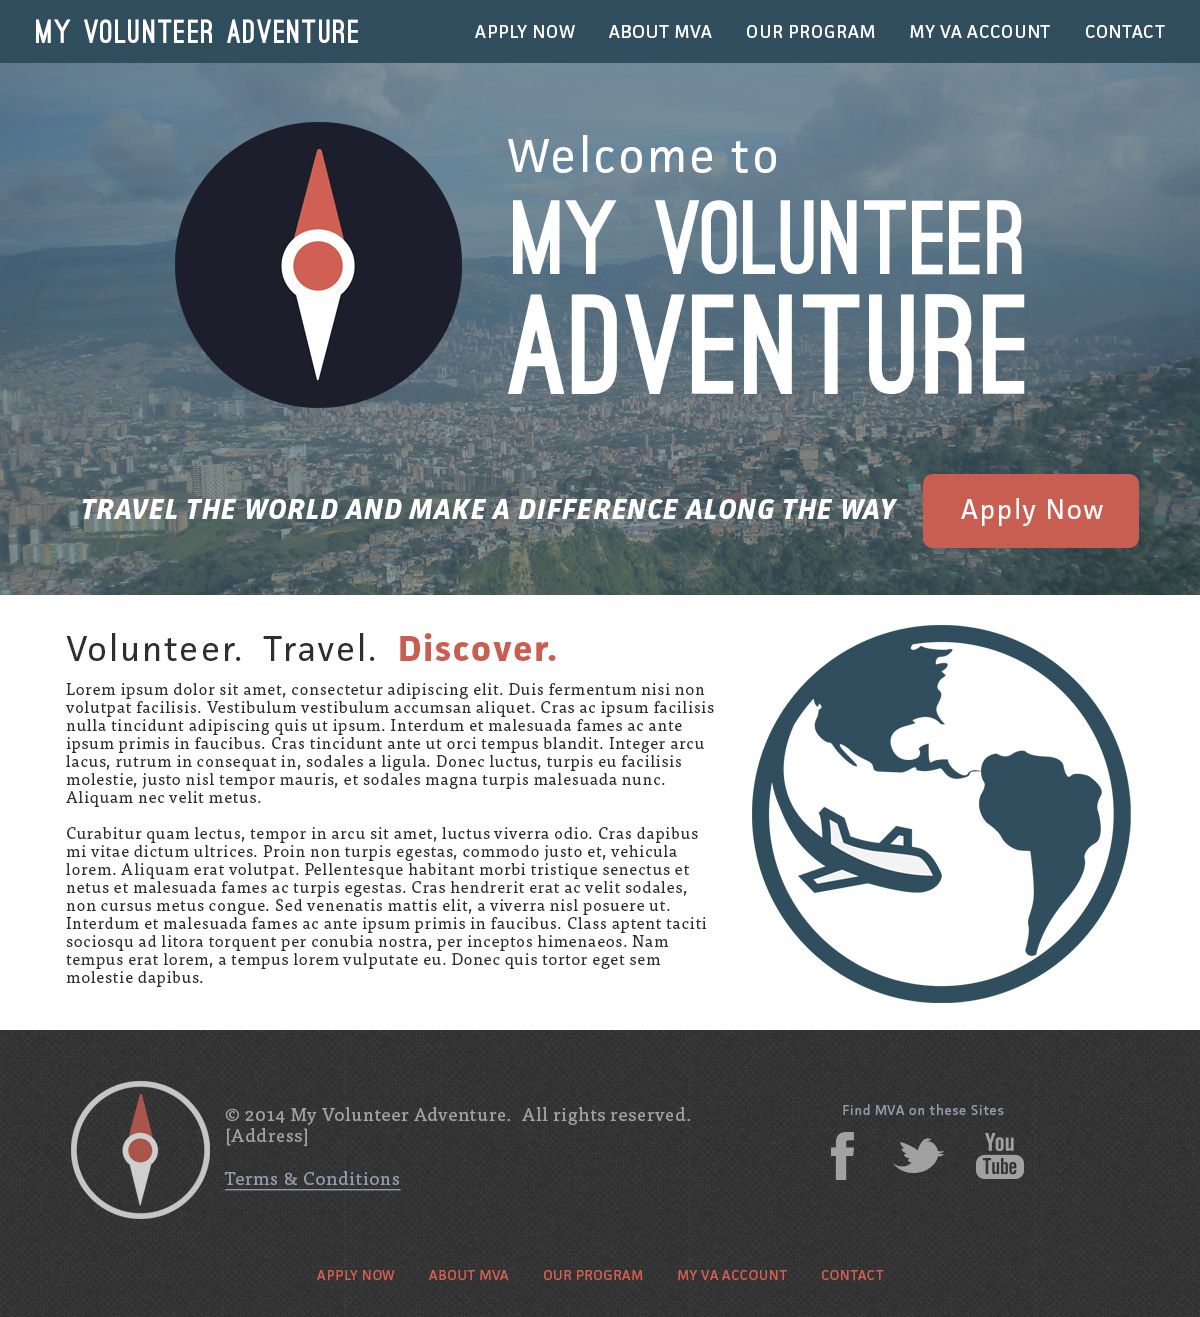 MY VOLUNTEER ADVENTURE
APPLY NOW ABOUT MVA OUR PROGRAM MY VA ACCOUNT CONTACT
Welcome to
MY VOLUNTEER
ADVENTURE
TRAVEL THE WORLD AND MAKE A DIFFERENCE ALONG THE WAY
Apply Now
Volunteer. Travel. Discover.
Lorem ipsum dolor sit amet, consectetur adipiscing elit. Duis fermentum nisi non
volutpat facilisis. Vestibulum vestibulum accumsan aliquet. Cras ac ipsum facilisis
nulla tincidunt adipiscing quis ut ipsum. Interdum et malesuada fames ac ante
ipsum primis in faucibus. Cras tincidunt ante ut orci tempus blandit. Integer arcu
lacus, rutrum in consequat in, sodales a ligula. Donec luctus, turpis eu facilisis
molestie, justo nisl tempor mauris, et sodales magna turpis malesuada nunc.
Aliquam nec velit metus.
Curabitur quam lectus, tempor in arcu sit amet, luctus viverra odio. Cras dapibus
mi vitae dictum ultrices. Proin non turpis egestas, commodo justo et, vehicula
lorem. Aliquam erat volutpat. Pellentesque habitant morbi tristique senectus et
netus et malesuada fames ac turpis egestas. Cras hendrerit erat ac velit sodales,
non cursus metus congue. Sed venenatis mattis elit, a viverra nisl posuere ut.
Interdum et malesuada fames ac ante ipsum primis in faucibus. Class aptent taciti
sociosqu ad litora torquent per conubia nostra, per inceptos himenaeos. Nam
tempus erat lorem, a tempus lorem vulputate eu. Donec quis tortor eget sem
molestie dapibus.
© 2014 My Volunteer Adventure. All rights reserved.
[Address]
Terms & Conditions
Find MVA on these Sites
You
Tube
APPLY NOW ABOUT MVA OUR PROGRAM MY VA ACCOUNT CONTACT